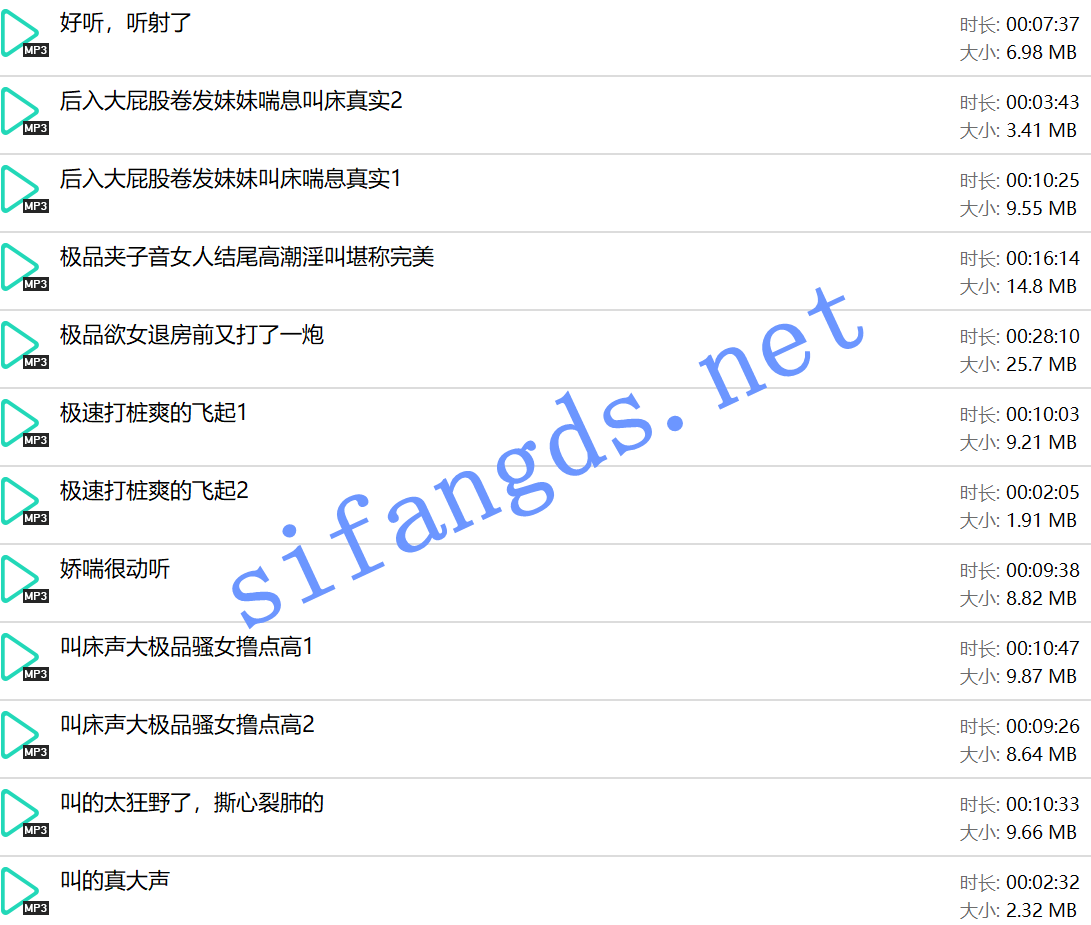 好听，听射了
时长: 00:07:37
MP3
大小: 6.98 MB
后入大屁股卷发妹妹喘息叫床真实2
时长: 00:03:43
MP3
大小: 3.41 MB
后入大屁股卷发妹妹叫床喘息真实1
时长: 00:10:25
MP3
大小: 9.55 MB
极品夹子音女人结尾高潮淫叫堪称完美
时长: 00:16:14
MP3
大小: 14.8 MB
极品欲女退房前又打了一炮
时长: 00:28:10
MP3
大小: 25.7 MB
极速打桩爽的飞起1
时长: 00:10:03
MP3
大小: 9.21 MB
极速打桩爽的飞起2
时长: 00:02:05
MP3
大小: 1.91 MB
娇喘很动听
时长: 00:09:38
MP3
大小: 8.82 MB
叫床声大极品骚女撸点高1
时长: 00:10:47
MP3
大小: 9.87 MB
叫床声大极品骚女撸点高2
时长: 00:09:26
MP3
大小: 8.64 MB
叫的太狂野了，撕心裂肺的
时长: 00:10:33
MP3
大小: 9.66 MB
叫的真大声
时长: 00:02:32
MP3
大小: 2.32 MB
sifangds.net